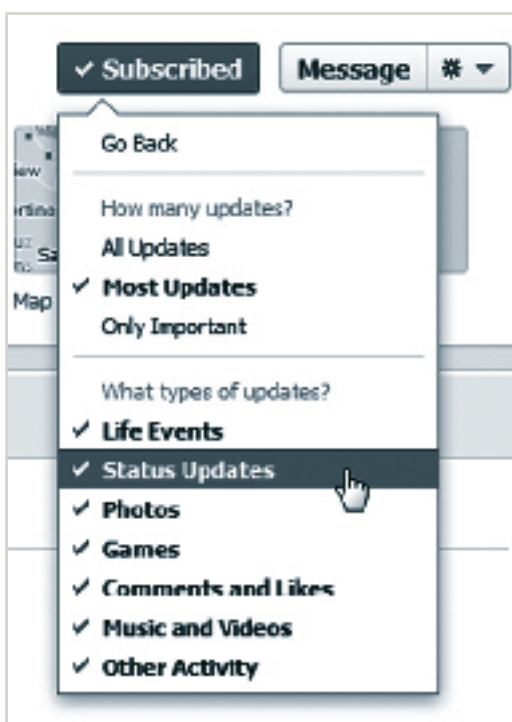 ✓ Subscribed Message
Go Back
How many updates?
All Updates
✓ Most Updates
Map
Only Important
What types of updates?
✓ Life Events
✓ Status Updates
✓ Photos
✓ Games
✓ Comments and Likes
✓ Music and Videos
✓ Other Activity